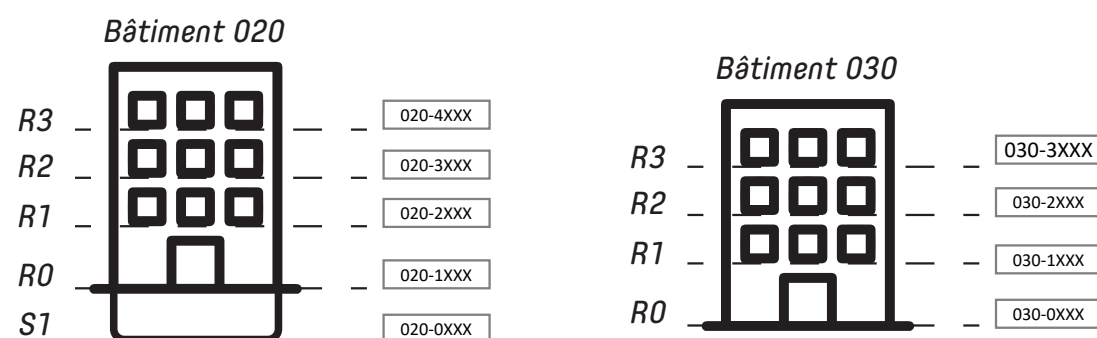 Bâtiment 020
R3
020-4XXX
R2
020-3XXX
R1
020-2XXX
R0
020-1XXX
S1
020-0XXX
Bâtiment 030
R3
030-3XXX
R2
030-2XXX
R1
030-1XXX
R0
030-0XXX